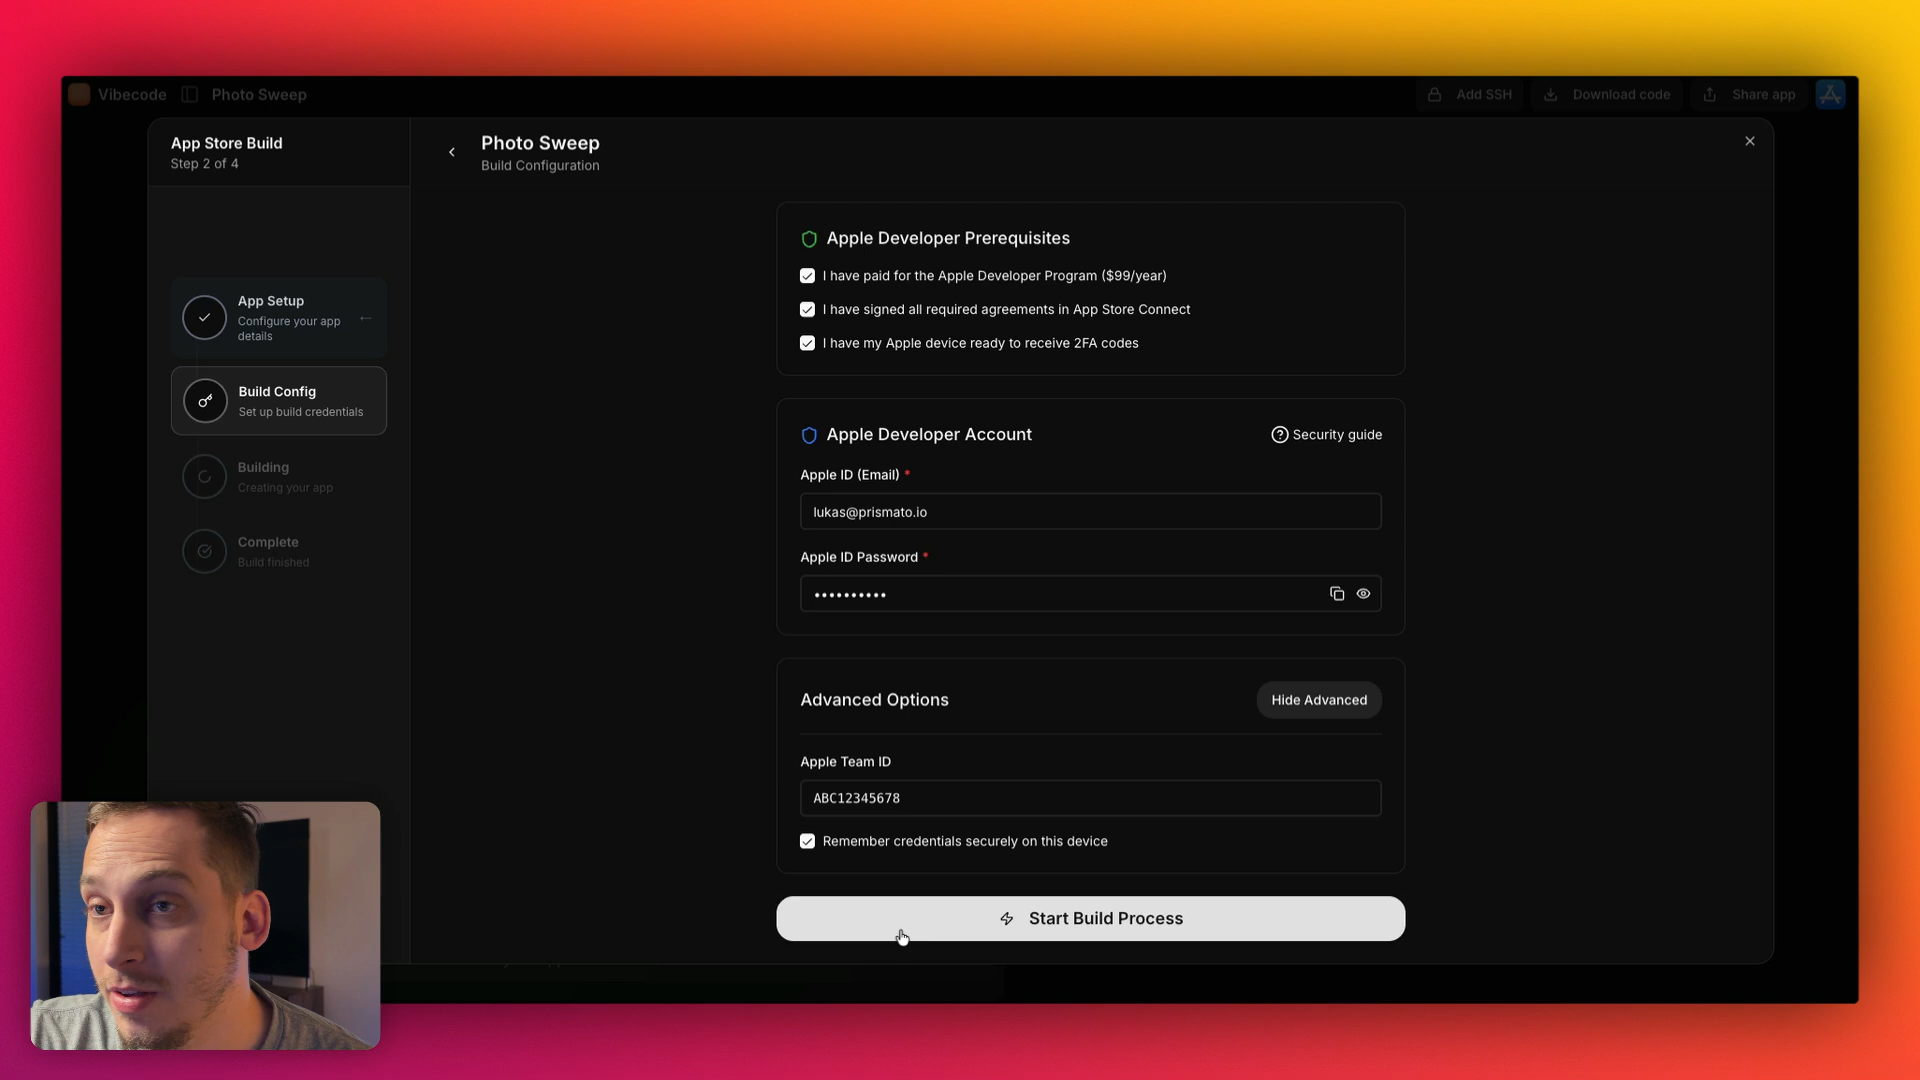 Vibecode
Photo Sweep
Add SSH
Download code
Share app
App Store Build
Step 2 of 4
Photo Sweep
Build Configuration
App Setup
Configure your app
details
Build Config
Set up build credentials
Building
Creating your app
Complete
Build finished
Apple Developer Prerequisites
I have paid for the Apple Developer Program ($99/year)
I have signed all required agreements in App Store Connect
I have my Apple device ready to receive 2FA codes
Apple Developer Account
Security guide
Apple ID (Email) *
lukas@prismato.io
Apple ID Password *
••••••••••
Advanced Options
Hide Advanced
Apple Team ID
ABC12345678
Remember credentials securely on this device
Start Build Process